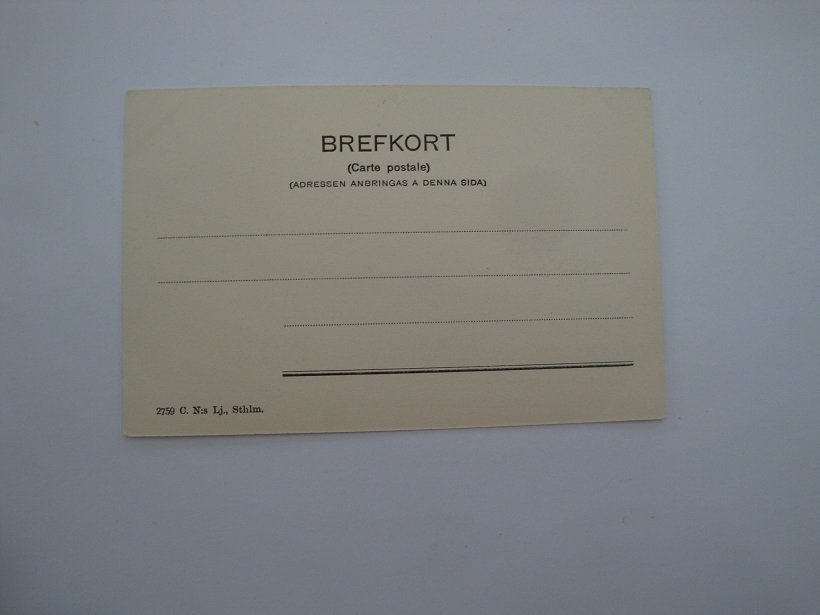 BREFKORT
(Carte postale)
(ADRESSEN ANBRINGAS A DENNA SIDA)
2759 C. N:s Lj., Sthlm.